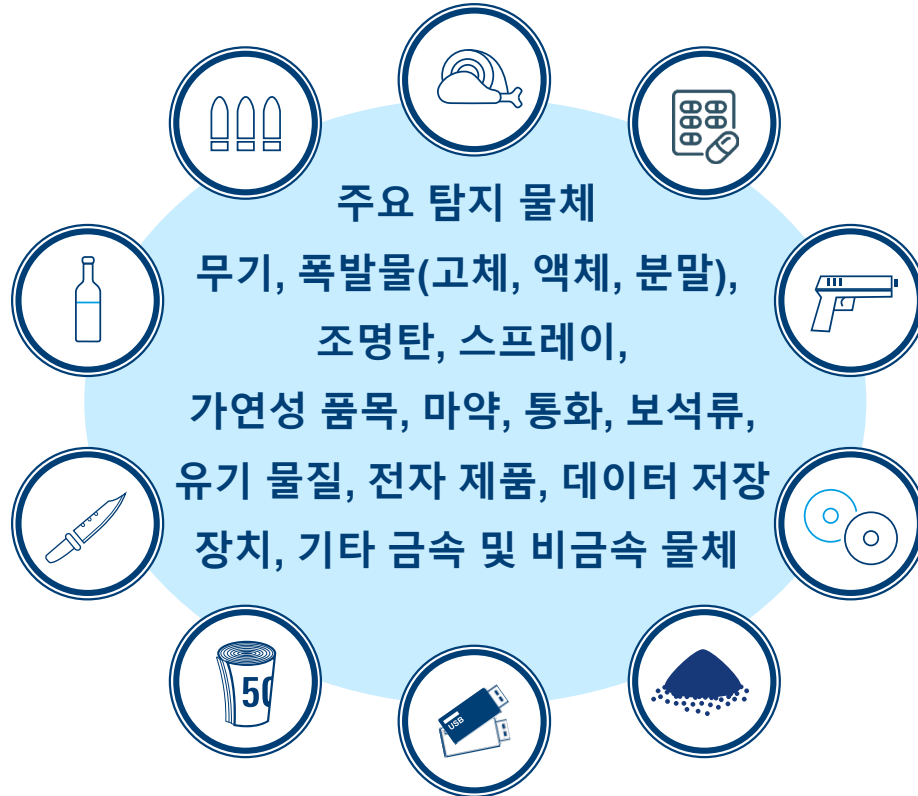 주요 탐지 물체
무기, 폭발물(고체, 액체, 분말),
조명탄, 스프레이,
가연성 품목, 마약, 통화, 보석류,
유기 물질, 전자 제품, 데이터 저장
장치, 기타 금속 및 비금속 물체
50
USB